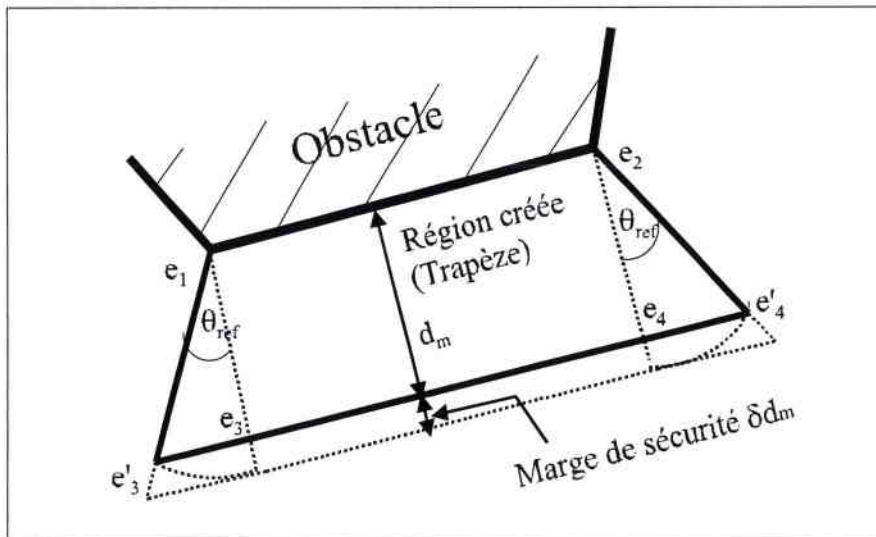 Obstacle
e₂
Région créée
(Trapèze)
θref
e₁
θref
dₘ
e₄
e'₄
e₃
e'₃
Marge de sécurité δdₘ